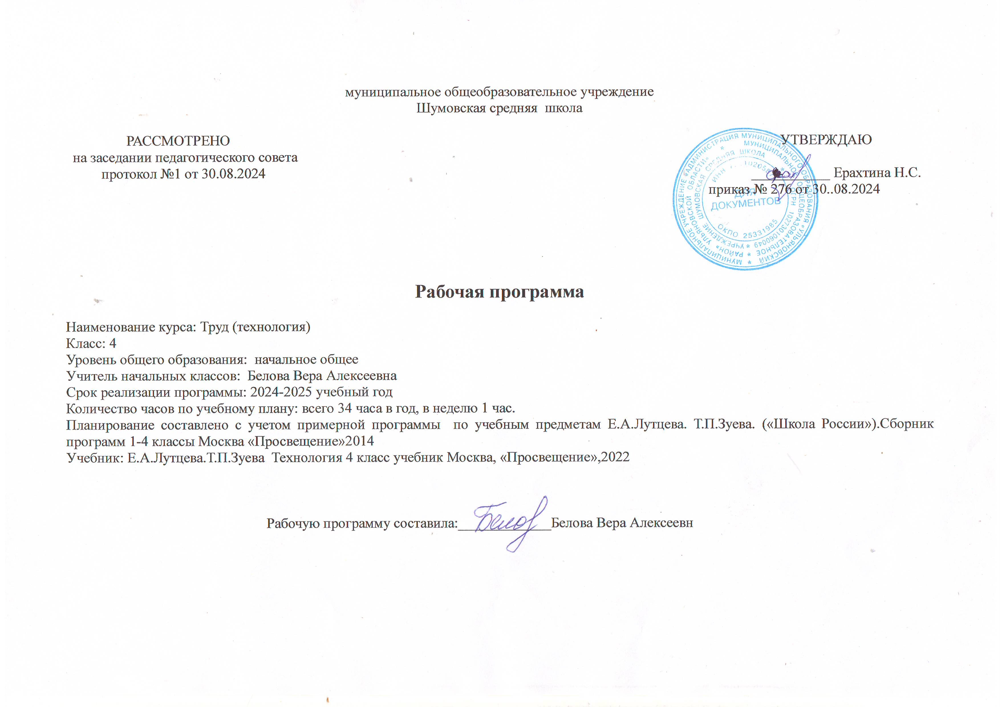 муниципальное общеобразовательное учреждение
Шумовская средняя школа
РАССМОТРЕНО
на заседании педагогического совета
протокол №1 от 30.08.2024
УТВЕРЖДАЮ
____________ Ерахтина Н.С.
приказ № 276 от 30..08.2024
МУНИЦИПАЛЬНОЕ УЧРЕЖДЕНИЕ «АДМИНИСТРАЦИЯ МУНИЦИПАЛЬНОГО ОБРАЗОВАНИЯ «УЛЬЯНОВСКИЙ
РАЙОН» УЛЬЯНОВСКОЙ ОБЛАСТИ» * МУНИЦИПАЛЬНОЕ ОБЩЕОБРАЗОВАТЕЛЬНОЕ *
УЧРЕЖДЕНИЕ ШУМОВСКАЯ СРЕДНЯЯ ШКОЛА * ОГРН 1027301060049 *
ИНН
ДЛЯ
ДОКУМЕНТОВ
ОКПО 25331985
Рабочая программа
Наименование курса: Труд (технология)
Класс: 4
Уровень общего образования: начальное общее
Учитель начальных классов: Белова Вера Алексеевна
Срок реализации программы: 2024-2025 учебный год
Количество часов по учебному плану: всего 34 часа в год, в неделю 1 час.
Планирование составлено с учетом примерной программы по учебным предметам Е.А.Лутцева. Т.П.Зуева. («Школа России»).Сборник
программ 1-4 классы Москва «Просвещение»2014
Учебник: Е.А.Лутцева.Т.П.Зуева Технология 4 класс учебник Москва, «Просвещение»,2022
Рабочую программу составила:______________Белова Вера Алексеевн